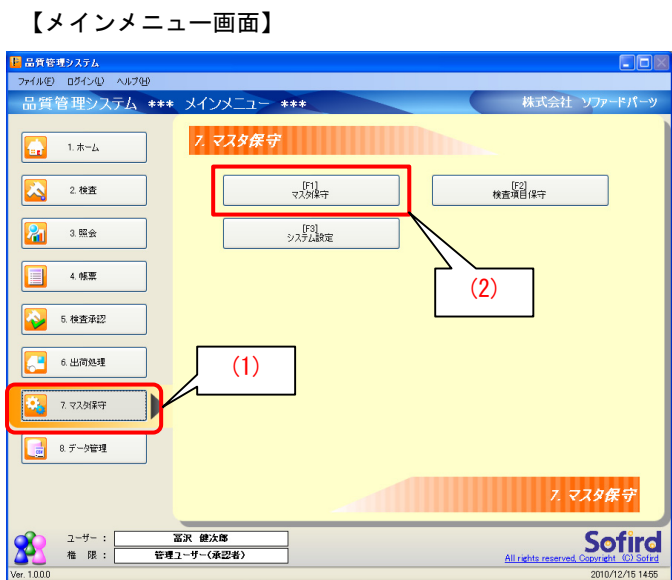 【メインメニュー画面】
品質管理システム
ファイル(F) ログイン(L) ヘルプ(H)
品質管理システム *** メインメニュー ***
株式会社 ソファードパーツ
7. マスタ保守
1. ホーム
2. 検査
3. 照会
4. 帳票
5. 検査承認
6. 出荷処理
7. マスタ保守
8. データ管理
[F1]
マスタ保守
[F2]
検査項目保守
[F3]
システム設定
(2)
(1)
7. マスタ保守
ユーザー :
冨沢 健次郎
権 限 :
管理ユーザー(承認者)
Sofird
All rights reserved, Copyright (C) Sofird
Ver. 1.0.0.0
2010/12/15 14:55